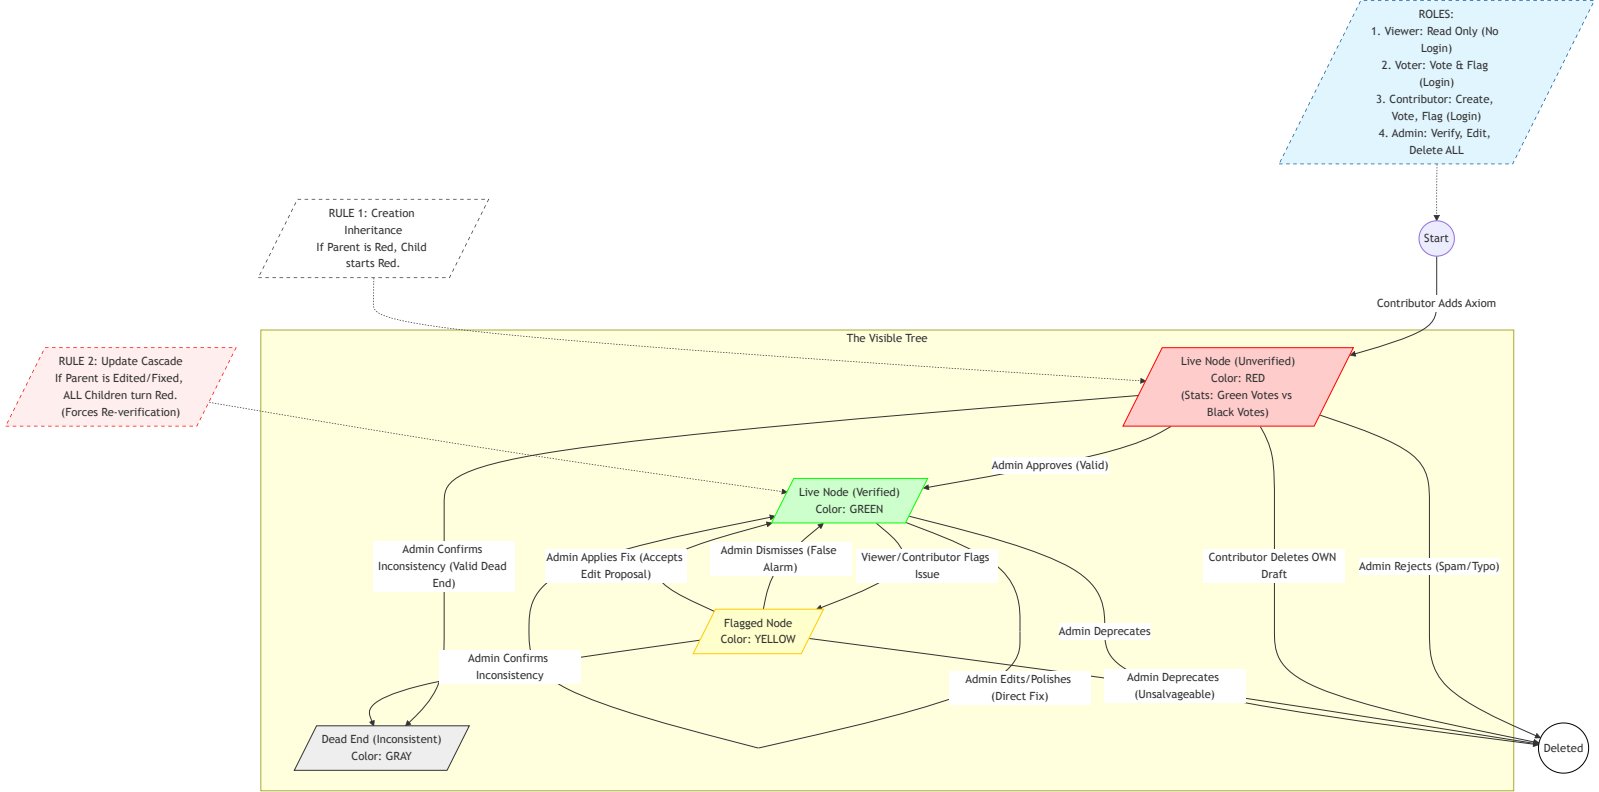 ROLES:
1. Viewer: Read Only (No
Login)
2. Voter: Vote & Flag
(Login)
3. Contributor: Create,
Vote, Flag (Login)
4. Admin: Verify, Edit,
Delete ALL
RULE 1: Creation
Inheritance
If Parent is Red, Child
starts Red.
Start
Contributor Adds Axiom
The Visible Tree
RULE 2: Update Cascade
If Parent is Edited/Fixed,
ALL Children turn Red.
(Forces Re-verification)
Live Node (Unverified)
Color: RED
(Stats: Green Votes vs
Black Votes)
Admin Approves (Valid)
Live Node (Verified)
Color: GREEN
Admin Confirms
Inconsistency (Valid Dead
End)
Admin Applies Fix (Accepts
Edit Proposal)
Admin Dismisses (False
Alarm)
Viewer/Contributor Flags
Issue
Contributor Deletes OWN
Draft
Admin Rejects (Spam/Typo)
Flagged Node
Color: YELLOW
Admin Deprecates
Admin Confirms
Inconsistency
Admin Edits/Polishes
(Direct Fix)
Admin Deprecates
(Unsalvageable)
Dead End (Inconsistent)
Color: GRAY
Deleted